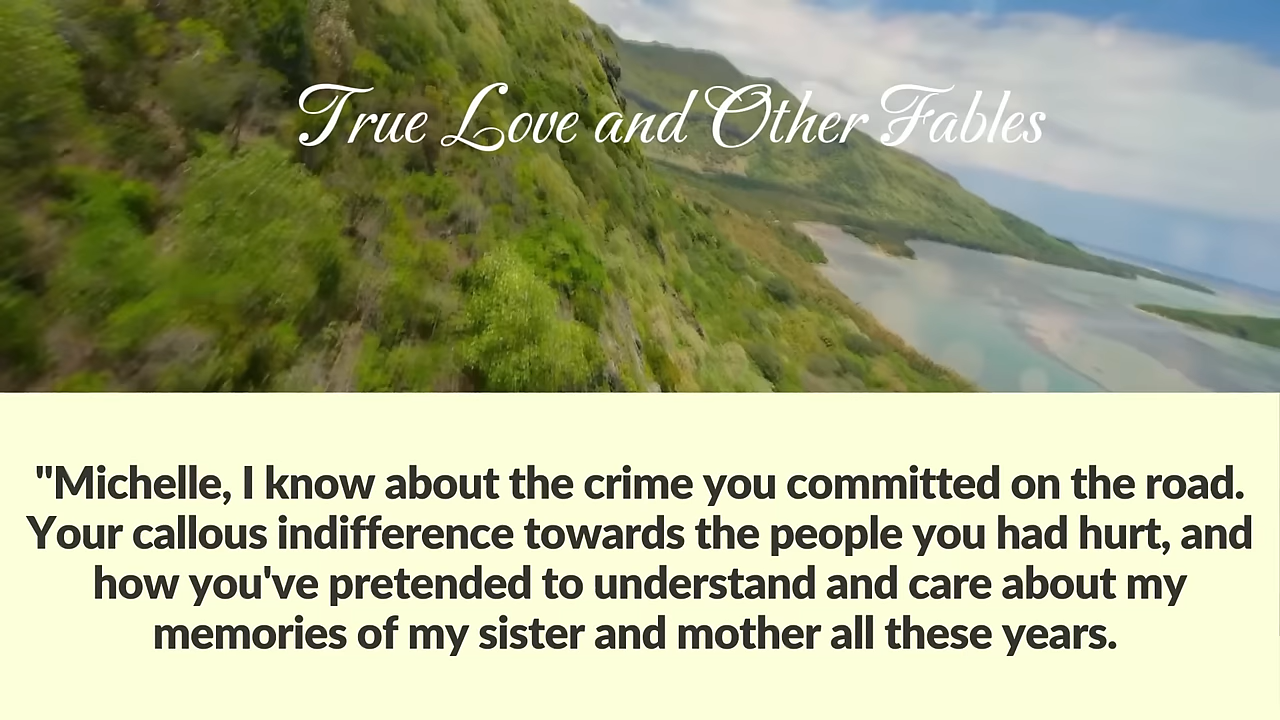 True Love and Other Fables
"Michelle, I know about the crime you committed on the road.
Your callous indifference towards the people you had hurt, and
how you've pretended to understand and care about my
memories of my sister and mother all these years.